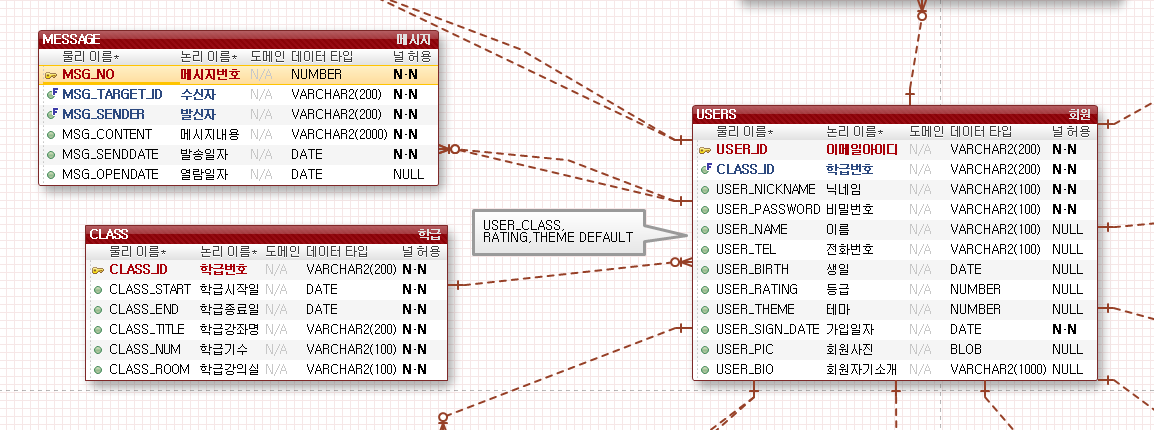 MESSAGE 메시지
물리 이름* 논리 이름* 도메인 데이터 타입 널 허용
MSG_NO 메시지번호 N/A NUMBER N·N
MSG_TARGET_ID 수신자 N/A VARCHAR2(200) N·N
MSG_SENDER 발신자 N/A VARCHAR2(200) N·N
MSG_CONTENT 메시지내용 N/A VARCHAR2(2000) N·N
MSG_SENDDATE 발송일자 N/A DATE N·N
MSG_OPENDATE 열람일자 N/A DATE NULL
USERS 회원
물리 이름* 논리 이름* 도메인 데이터 타입 널 허용
USER_ID 이메일아이디 N/A VARCHAR2(200) N·N
CLASS_ID 학급번호 N/A VARCHAR2(200) N·N
USER_NICKNAME 닉네임 N/A VARCHAR2(100) N·N
USER_PASSWORD 비밀번호 N/A VARCHAR2(100) N·N
USER_NAME 이름 N/A VARCHAR2(100) NULL
USER_TEL 전화번호 N/A VARCHAR2(100) NULL
USER_BIRTH 생일 N/A DATE NULL
USER_RATING 등급 N/A NUMBER NULL
USER_THEME 테마 N/A NUMBER NULL
USER_SIGN_DATE 가입일자 N/A DATE N·N
USER_PIC 회원사진 N/A BLOB NULL
USER_BIO 회원자기소개 N/A VARCHAR2(1000) NULL
USER_CLASS,
RATING,THEME DEFAULT
CLASS 학급
물리 이름* 논리 이름* 도메인 데이터 타입 널 허용
CLASS_ID 학급번호 N/A VARCHAR2(200) N·N
CLASS_START 학급시작일 N/A DATE N·N
CLASS_END 학급종료일 N/A DATE N·N
CLASS_TITLE 학급강좌명 N/A VARCHAR2(200) N·N
CLASS_NUM 학급기수 N/A VARCHAR2(100) N·N
CLASS_ROOM 학급강의실 N/A VARCHAR2(100) N·N